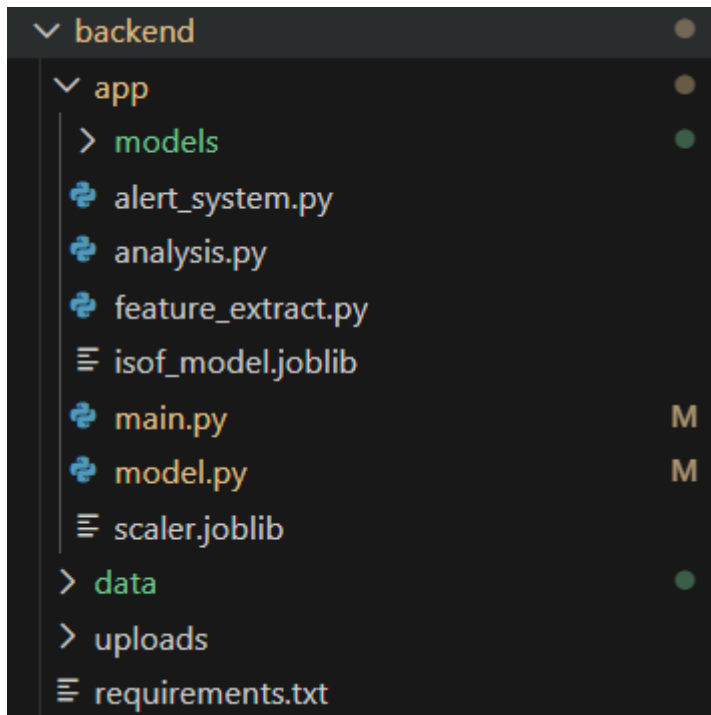 backend
app
models
alert_system.py
analysis.py
feature_extract.py
isof_model.joblib
main.py M
model.py M
scaler.joblib
data
uploads
requirements.txt